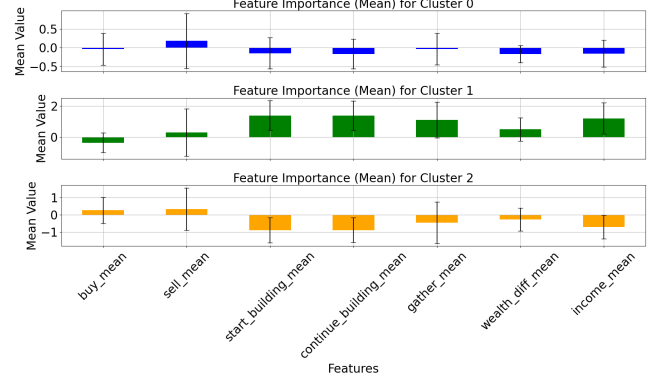 Feature Importance (Mean) for Cluster 0
Mean Value
0.5
0.0
−0.5
Feature Importance (Mean) for Cluster 1
Mean Value
2
0
Feature Importance (Mean) for Cluster 2
Mean Value
1
0
−1
buy_mean
sell_mean
start_building_mean
continue_building_mean
gather_mean
wealth_diff_mean
income_mean
Features